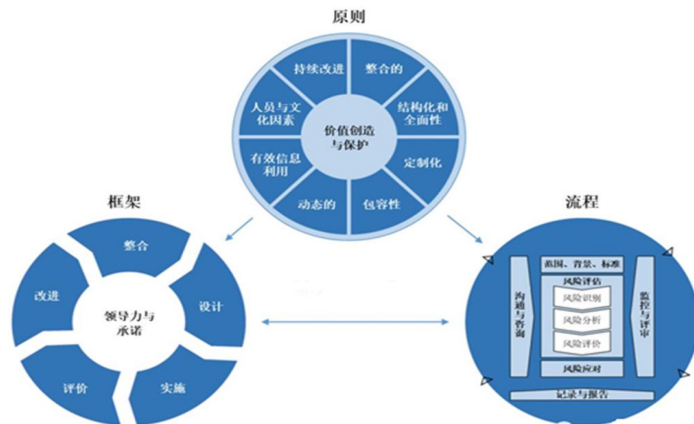 原则
持续改进
整合的
人员与文
化因素
结构化和
全面性
价值创造
与保护
有效信息
利用
定制化
动态的
包容性
框架
整合
改进
设计
领导力与
承诺
评价
实施
流程
范围、背景、标准
风险评估
沟通与咨询
风险识别
监控与评审
风险分析
风险评价
风险应对
记录与报告